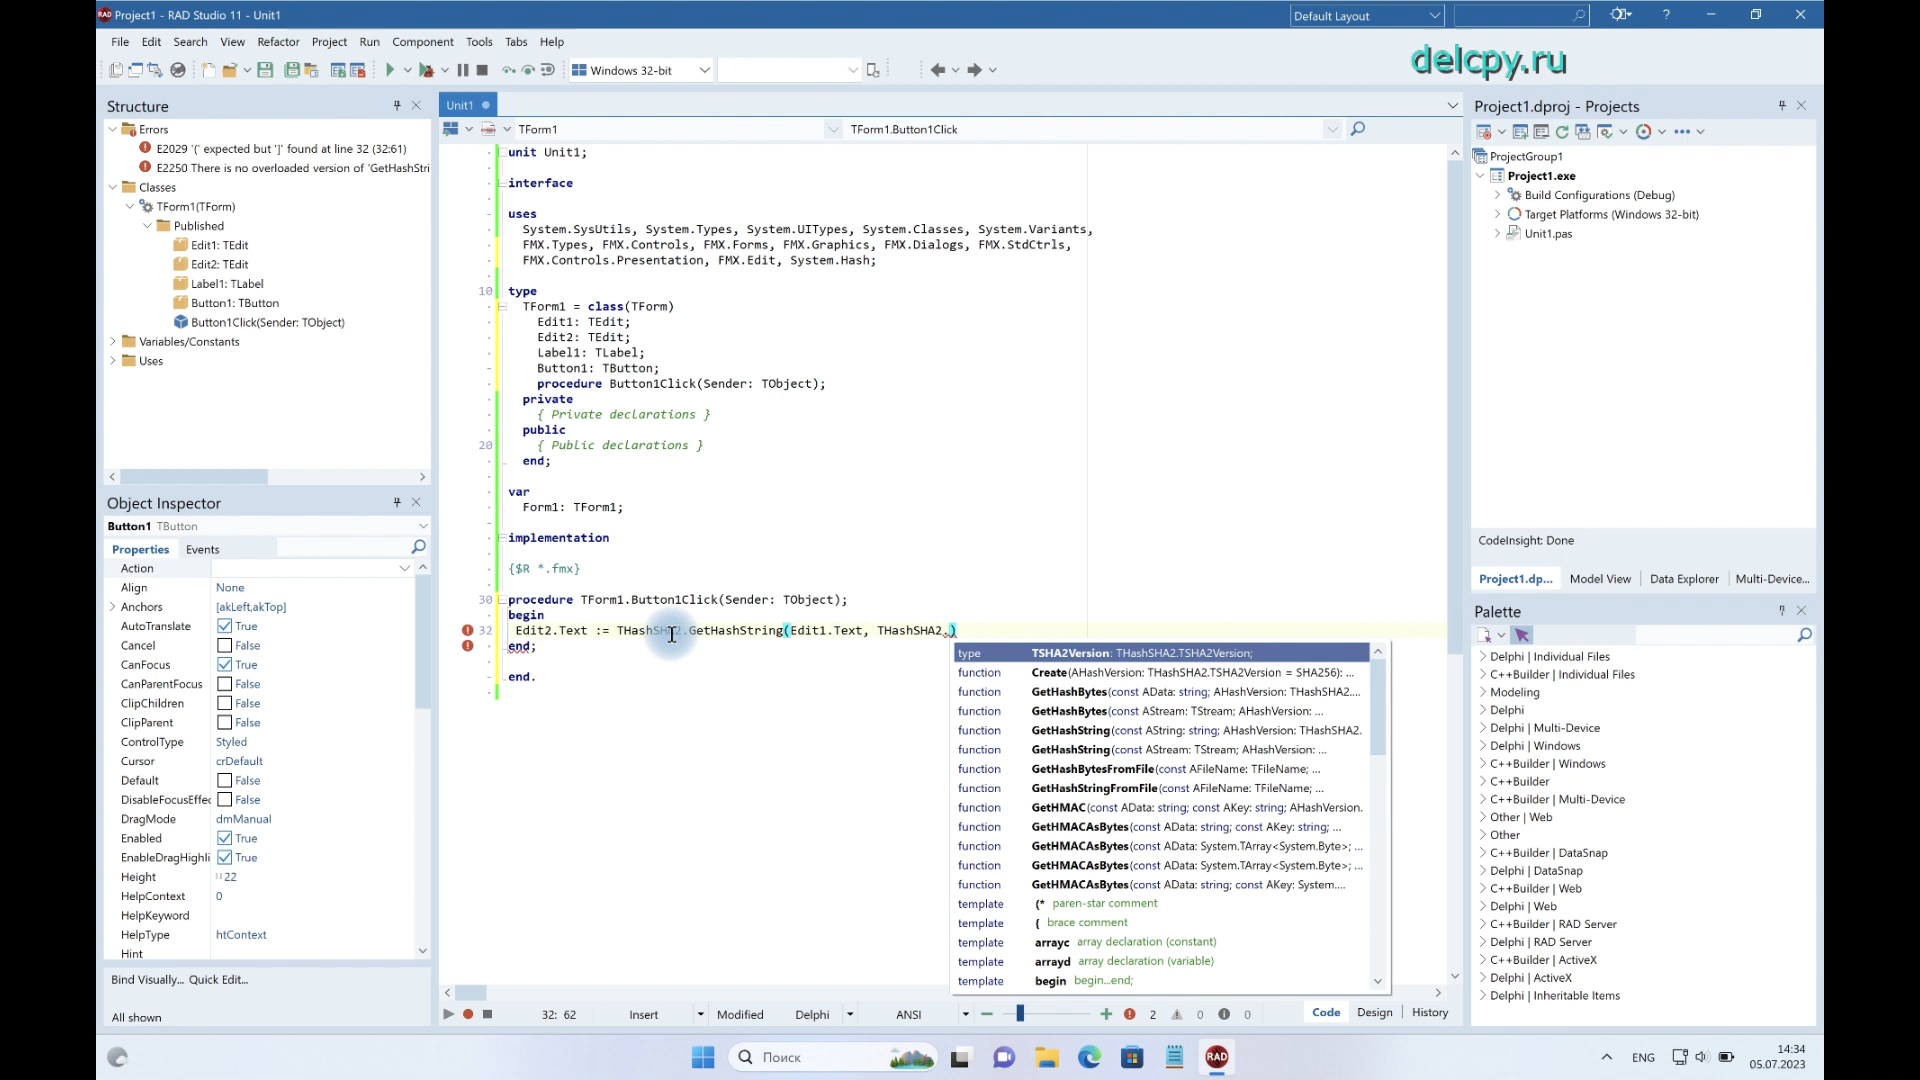 Project1 - RAD Studio 11 - Unit1
Default Layout
?
File Edit Search View Refactor Project Run Component Tools Tabs Help
delcpy.ru
Windows 32-bit
Structure
Errors
E2029 '(' expected but ')' found at line 32 (32:61)
E2250 There is no overloaded version of 'GetHashStri
Classes
TForm1(TForm)
Published
Edit1: TEdit
Edit2: TEdit
Label1: TLabel
Button1: TButton
Button1Click(Sender: TObject)
Variables/Constants
Uses
Object Inspector
Button1 TButton
Properties Events
Action
Align None
Anchors [akLeft,akTop]
AutoTranslate True
Cancel False
CanFocus True
CanParentFocus False
ClipChildren False
ClipParent False
ControlType Styled
Cursor crDefault
Default False
DisableFocusEffec False
DragMode dmManual
Enabled True
EnableDragHighli True
Height 22
HelpContext 0
HelpKeyword
HelpType htContext
Hint
Bind Visually... Quick Edit...
All shown
Unit1
TForm1 TForm1.Button1Click
unit Unit1;
interface
uses
System.SysUtils, System.Types, System.UITypes, System.Classes, System.Variants,
FMX.Types, FMX.Controls, FMX.Forms, FMX.Graphics, FMX.Dialogs, FMX.StdCtrls,
FMX.Controls.Presentation, FMX.Edit, System.Hash;
10 type
TForm1 = class(TForm)
Edit1: TEdit;
Edit2: TEdit;
Label1: TLabel;
Button1: TButton;
procedure Button1Click(Sender: TObject);
private
{ Private declarations }
public
20 { Public declarations }
end;
var
Form1: TForm1;
implementation
{$R *.fmx}
30 procedure TForm1.Button1Click(Sender: TObject);
begin
32 Edit2.Text := THashSHA2.GetHashString(Edit1.Text, THashSHA2.)
end;
end.
type TSHA2Version: THashSHA2.TSHA2Version;
function Create(AHashVersion: THashSHA2.TSHA2Version = SHA256): ...
function GetHashBytes(const AData: string; AHashVersion: THashSHA2....
function GetHashBytes(const AStream: TStream; AHashVersion: ...
function GetHashString(const AString: string; AHashVersion: THashSHA2.
function GetHashString(const AStream: TStream; AHashVersion: ...
function GetHashBytesFromFile(const AFileName: TFileName; ...
function GetHashStringFromFile(const AFileName: TFileName; ...
function GetHMAC(const AData: string; const AKey: string; AHashVersion.
function GetHMACAsBytes(const AData: string; const AKey: string; ...
function GetHMACAsBytes(const AData: System.TArray<System.Byte>; ...
function GetHMACAsBytes(const AData: System.TArray<System.Byte>; ...
function GetHMACAsBytes(const AData: string; const AKey: System....
template (* paren-star comment
template { brace comment
template arrayc array declaration (constant)
template arrayd array declaration (variable)
template begin begin...end;
32: 62 Insert Modified Delphi ANSI 2 0 0 Code Design History
Project1.dproj - Projects
ProjectGroup1
Project1.exe
Build Configurations (Debug)
Target Platforms (Windows 32-bit)
Unit1.pas
CodeInsight: Done
Project1.dp... Model View Data Explorer Multi-Device...
Palette
Delphi | Individual Files
C++Builder | Individual Files
Modeling
Delphi
Delphi | Multi-Device
Delphi | Windows
C++Builder | Windows
C++Builder
C++Builder | Multi-Device
Other | Web
Other
C++Builder | DataSnap
Delphi | DataSnap
C++Builder | Web
Delphi | Web
C++Builder | RAD Server
Delphi | RAD Server
C++Builder | ActiveX
Delphi | ActiveX
Delphi | Inheritable Items
Поиск
RAD
ENG
14:34
05.07.2023